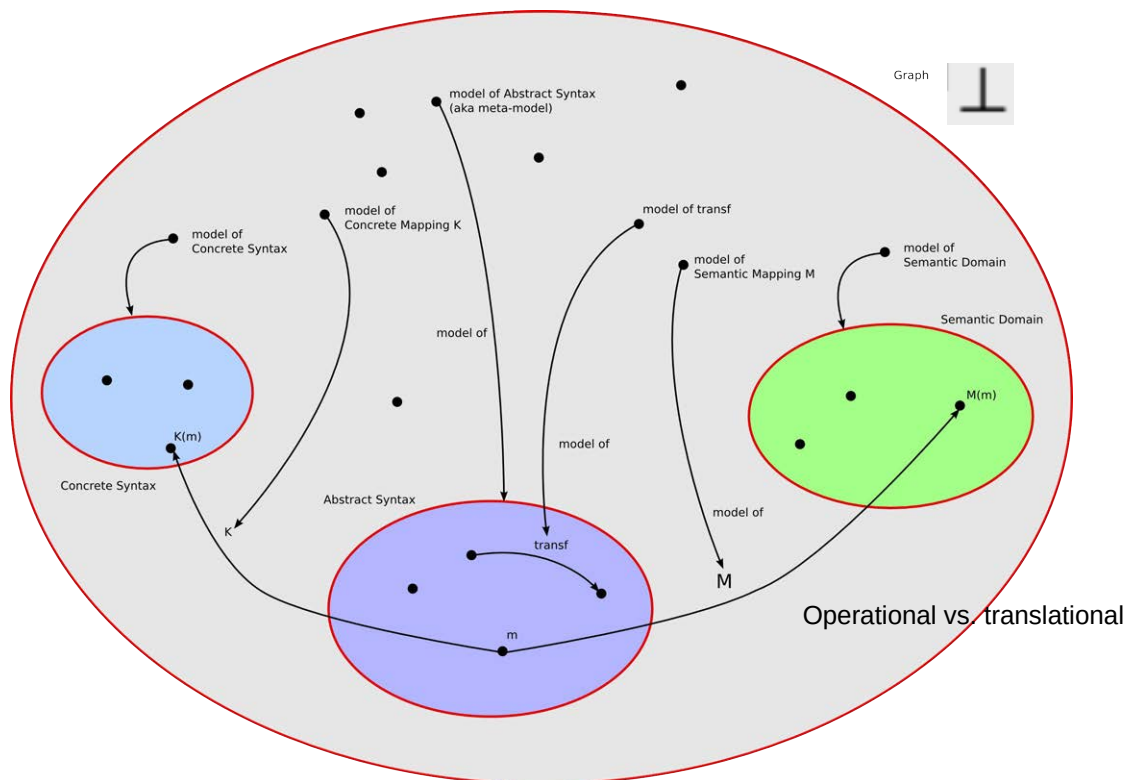 Graph
model of Abstract Syntax
(aka meta-model)
model of
Concrete Mapping K
model of transf
model of
Concrete Syntax
model of
Semantic Mapping M
model of
Semantic Domain
Semantic Domain
model of
M(m)
K(m)
model of
Concrete Syntax
Abstract Syntax
model of
K
transf
M
Operational vs. translational
m